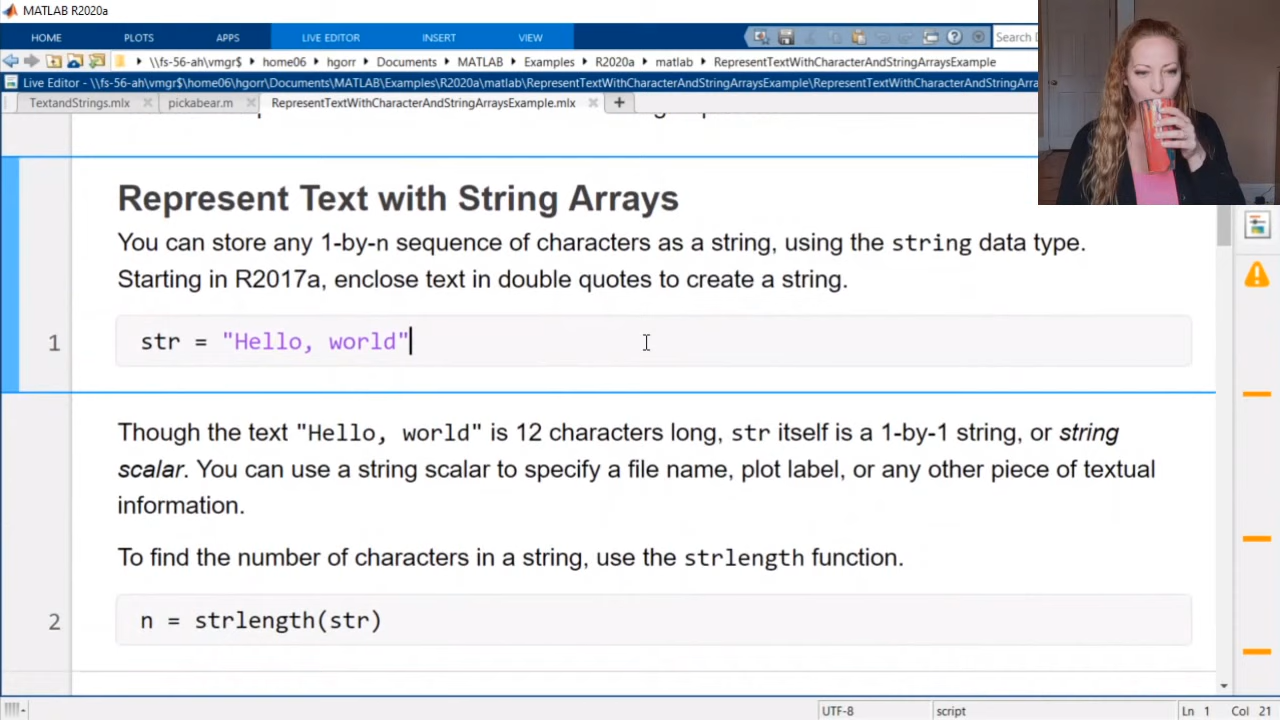 MATLAB R2020a
HOME PLOTS APPS LIVE EDITOR INSERT VIEW Search
\\fs-56-ah\vmgr$\home06 hgorr Documents MATLAB Examples R2020a matlab RepresentTextWithCharacterAndStringArraysExample
Live Editor - \\fs-56-ah\vmgr$\home06\hgorr\Documents\MATLAB\Examples\R2020a\matlab\RepresentTextWithCharacterAndStringArraysExample\RepresentTextWithCharacterAndStringArra
TextandStrings.mlx pickabear.m RepresentTextWithCharacterAndStringArraysExample.mlx
Represent Text with String Arrays
You can store any 1-by-n sequence of characters as a string, using the string data type.
Starting in R2017a, enclose text in double quotes to create a string.
1 str = "Hello, world"
Though the text "Hello, world" is 12 characters long, str itself is a 1-by-1 string, or string
scalar. You can use a string scalar to specify a file name, plot label, or any other piece of textual
information.
To find the number of characters in a string, use the strlength function.
2 n = strlength(str)
UTF-8 script Ln 1 Col 21